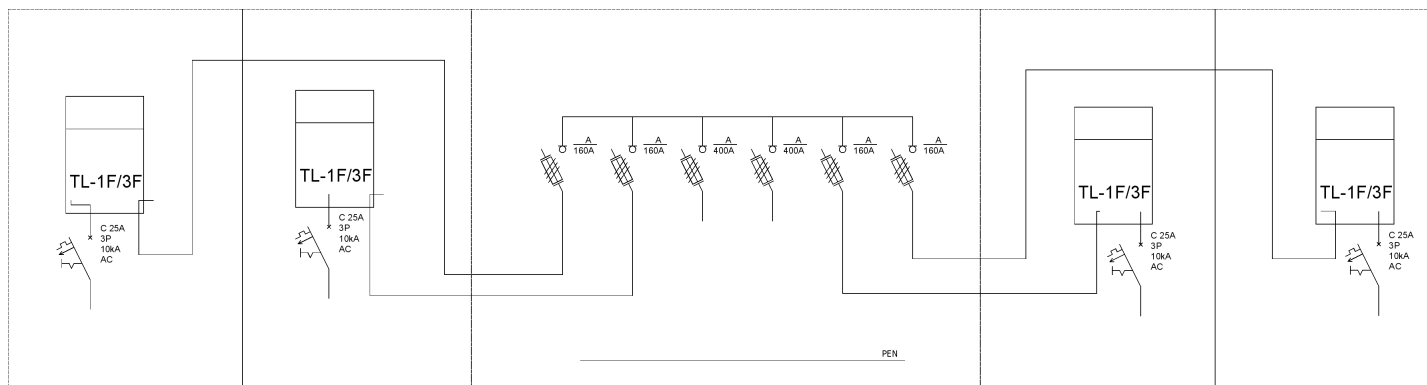 TL-1F/3F
C 25A
3P
10kA
AC
TL-1F/3F
C 25A
3P
10kA
AC
A
160A
A
160A
A
400A
A
400A
A
160A
A
160A
PEN
TL-1F/3F
C 25A
3P
10kA
AC
TL-1F/3F
C 25A
3P
10kA
AC